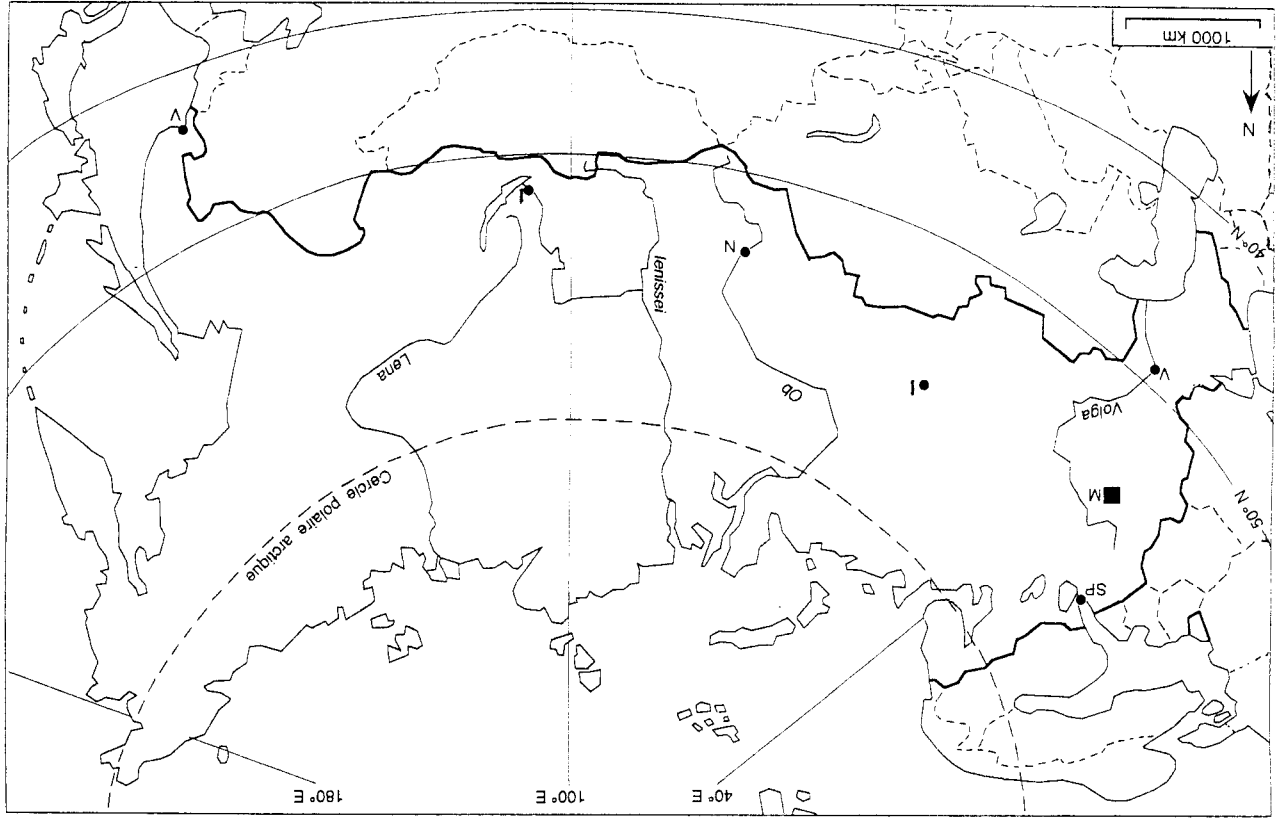 40° E
100° E
180° E
SP
Cercle polaire arctique
50° N
M
Volga
Ob
I
Lena
V
Ienissei
N
40° N
I
N
V
1000 km